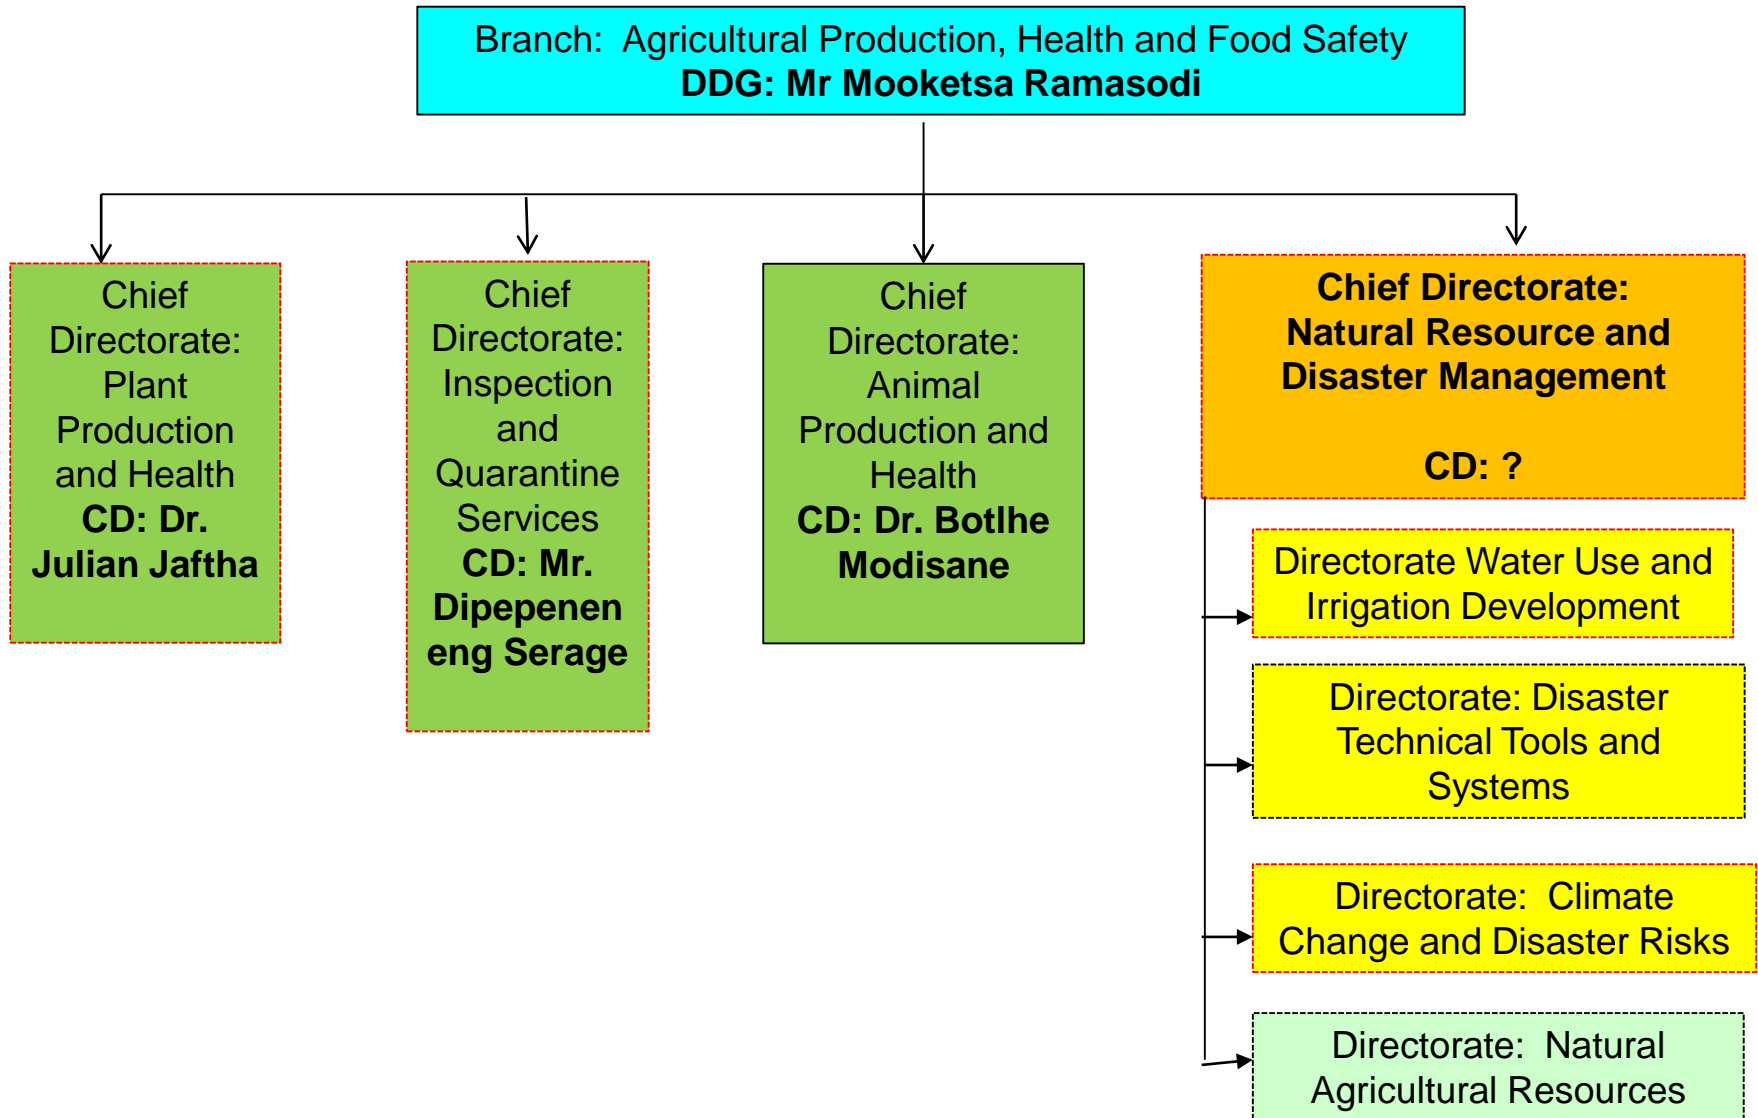 Branch: Agricultural Production, Health and Food Safety
DDG: Mr Mooketsa Ramasodi
Chief
Directorate:
Plant
Production
and Health
CD: Dr.
Julian Jaftha
Chief
Directorate:
Inspection
and
Quarantine
Services
CD: Mr.
Dipepenen
eng Serage
Chief
Directorate:
Animal
Production and
Health
CD: Dr. Botlhe
Modisane
Chief Directorate:
Natural Resource and
Disaster Management
CD: ?
Directorate Water Use and
Irrigation Development
Directorate: Disaster
Technical Tools and
Systems
Directorate: Climate
Change and Disaster Risks
Directorate: Natural
Agricultural Resources